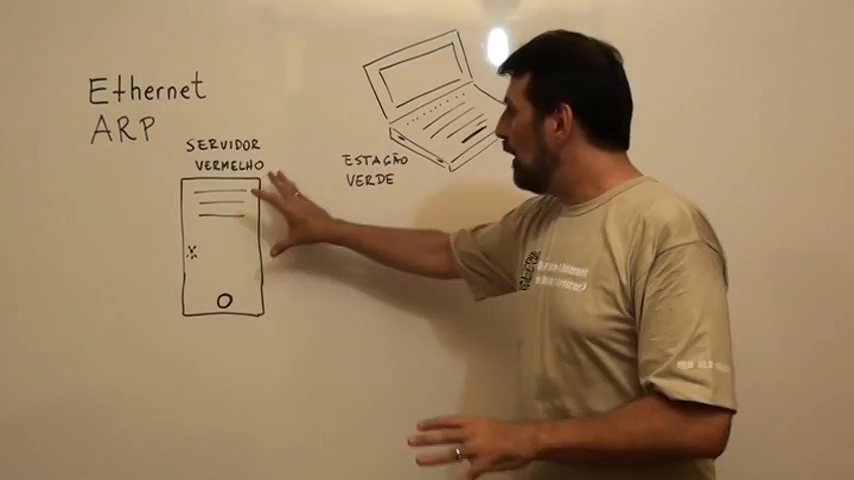 Ethernet
ARP
SERVIDOR
VERMELHO
ESTAÇÃO
VERDE